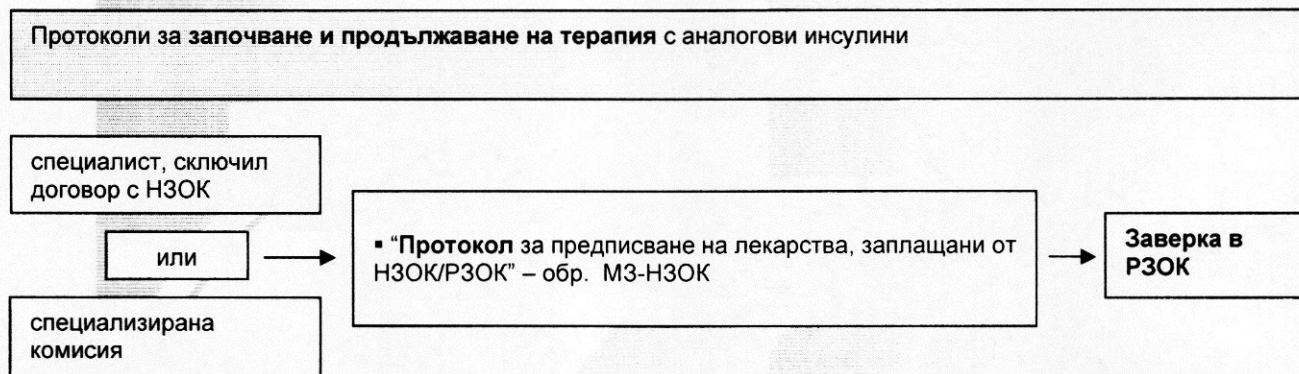 Протоколи за започване и продължаване на терапия с аналогови инсулини
специалист, сключил
договор с НЗОК
или
специализирана
комисия
▪ “Протокол за предписване на лекарства, заплащани от
НЗОК/РЗОК” – обр. МЗ-НЗОК
Заверка в
РЗОК